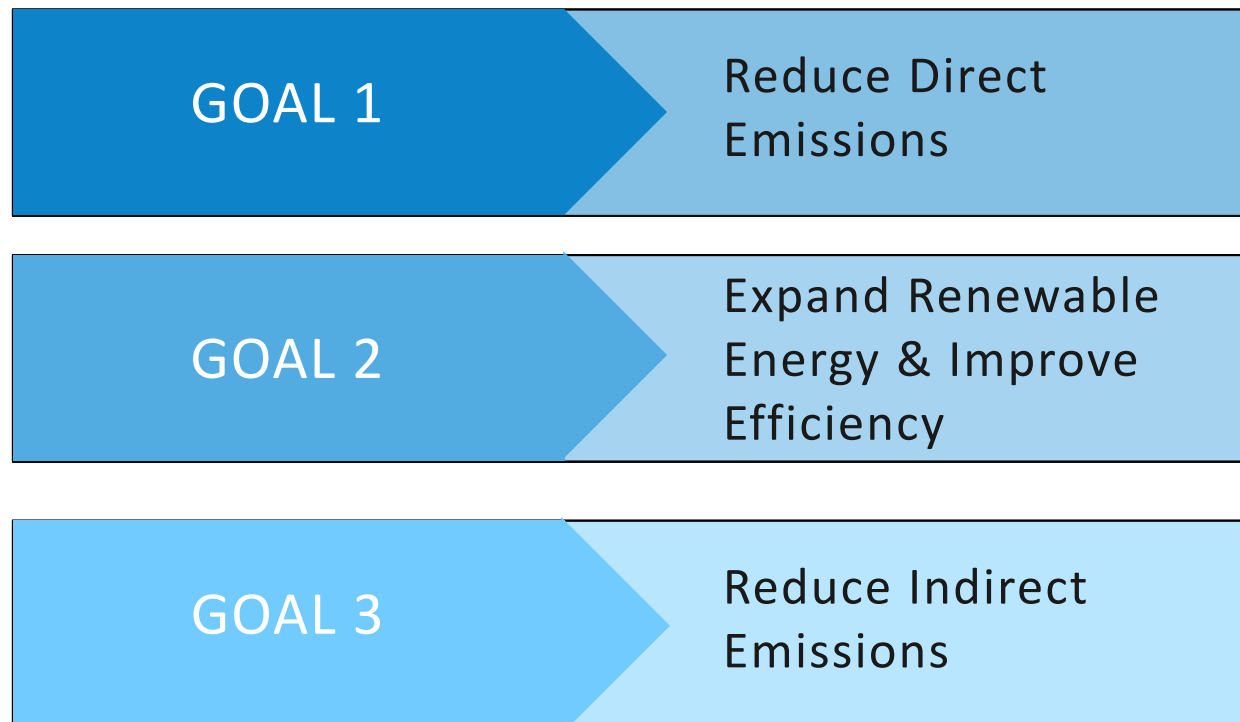 GOAL 1
Reduce Direct
Emissions
GOAL 2
Expand Renewable
Energy & Improve
Efficiency
GOAL 3
Reduce Indirect
Emissions